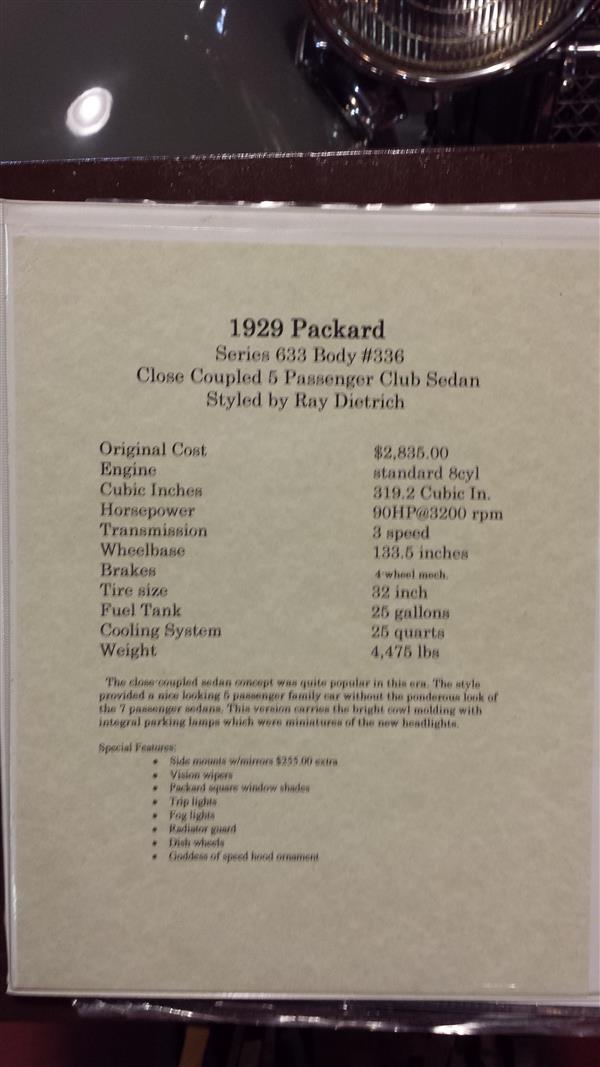 1929 Packard
Series 633 Body #336
Close Coupled 5 Passenger Club Sedan
Styled by Ray Dietrich
Original Cost $2,835.00
Engine standard 8cyl
Cubic Inches 319.2 Cubic In.
Horsepower 90HP@3200 rpm
Transmission 3 speed
Wheelbase 133.5 inches
Brakes 4-wheel mech.
Tire size 32 inch
Fuel Tank 25 gallons
Cooling System 25 quarts
Weight 4,475 lbs
The close-coupled sedan concept was quite popular in this era. The style
provided a nice looking 5 passenger family car without the ponderous look of
the 7 passenger sedans. This version carries the bright cowl molding with
integral parking lamps which were miniatures of the new headlights.
Special Features:
• Side mounts w/mirrors $255.00 extra
• Vision wipers
• Packard square window shades
• Trip lights
• Fog lights
• Radiator guard
• Dish wheels
• Goddess of speed hood ornament